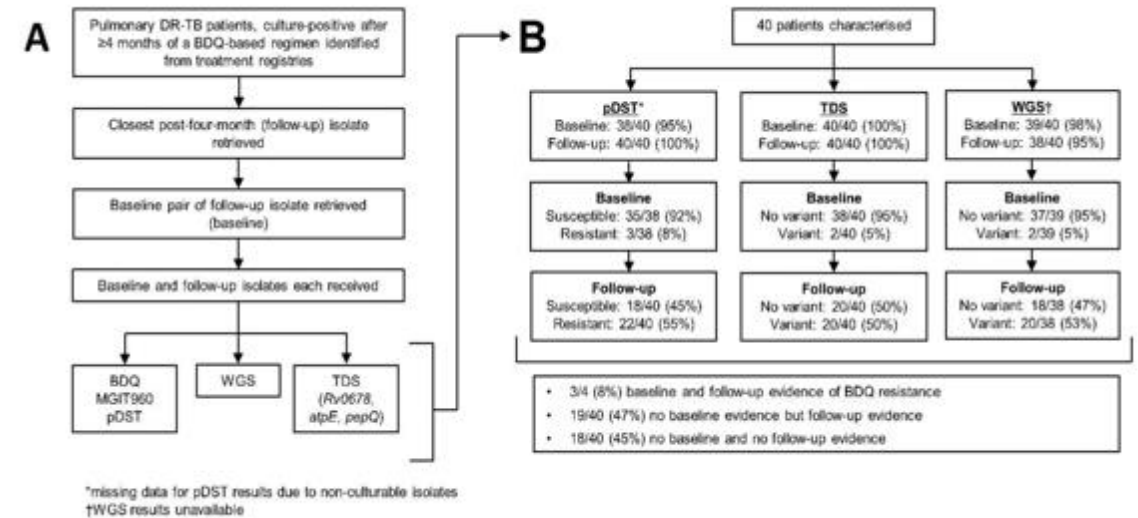 A
Pulmonary DR-TB patients, culture-positive after
≥4 months of a BDQ-based regimen identified
from treatment registries
Closest post-four-month (follow-up) isolate
retrieved
Baseline pair of follow-up isolate retrieved
(baseline)
Baseline and follow-up isolates each received
BDQ
MGIT960
pDST
WGS
TDS
(Rv0678,
atpE, pepQ)
*missing data for pDST results due to non-culturable isolates
†WGS results unavailable
B
40 patients characterised
pDST*
Baseline: 38/40 (95%)
Follow-up: 40/40 (100%)
TDS
Baseline: 40/40 (100%)
Follow-up: 40/40 (100%)
WGS†
Baseline: 39/40 (98%)
Follow-up: 38/40 (95%)
Baseline
Susceptible: 35/38 (92%)
Resistant: 3/38 (8%)
Baseline
No variant: 38/40 (95%)
Variant: 2/40 (5%)
Baseline
No variant: 37/39 (95%)
Variant: 2/39 (5%)
Follow-up
Susceptible: 18/40 (45%)
Resistant: 22/40 (55%)
Follow-up
No variant: 20/40 (50%)
Variant: 20/40 (50%)
Follow-up
No variant: 18/38 (47%)
Variant: 20/38 (53%)
• 3/4 (8%) baseline and follow-up evidence of BDQ resistance
• 19/40 (47%) no baseline evidence but follow-up evidence
• 18/40 (45%) no baseline and no follow-up evidence